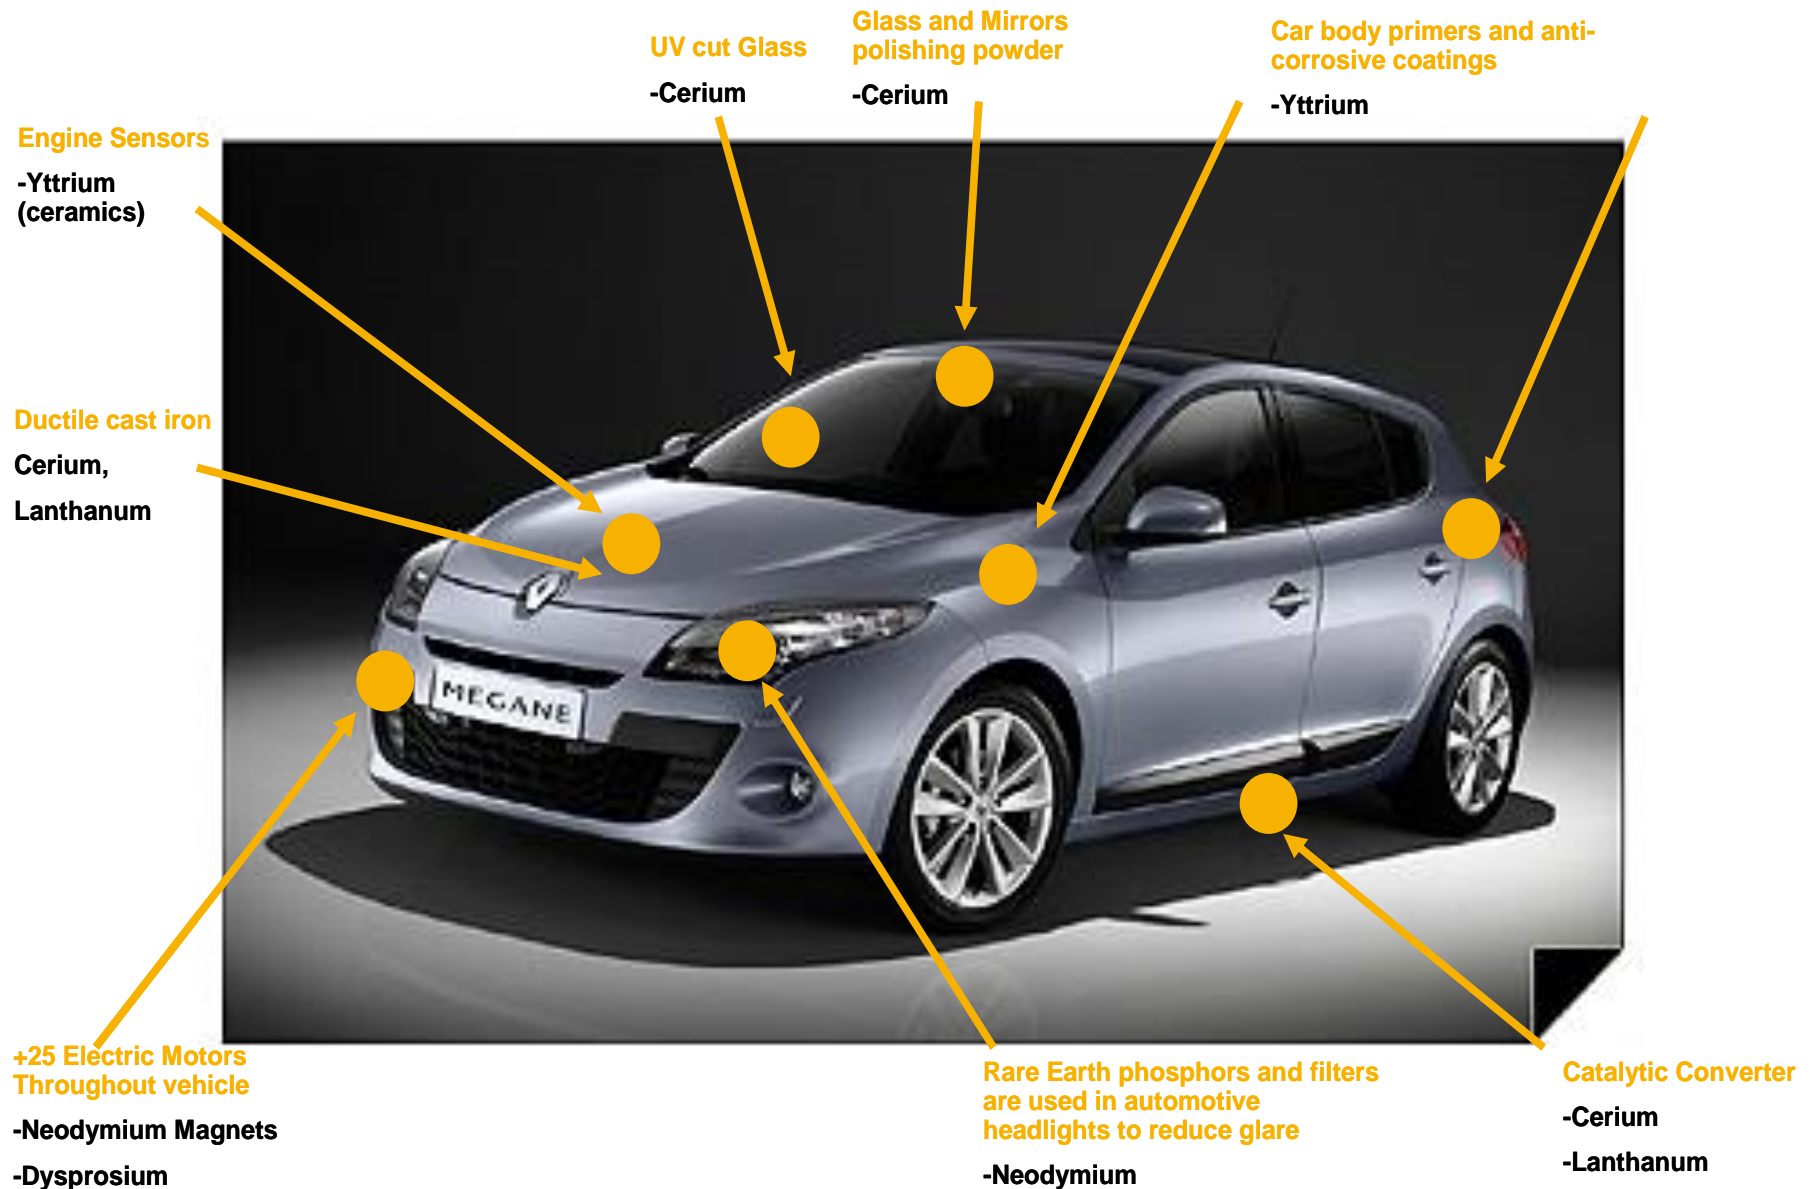 UV cut Glass
-Cerium
Glass and Mirrors
polishing powder
-Cerium
Car body primers and anti-
corrosive coatings
-Yttrium
Engine Sensors
-Yttrium
(ceramics)
Ductile cast iron
Cerium,
Lanthanum
MEGANE
+25 Electric Motors
Throughout vehicle
-Neodymium Magnets
-Dysprosium
Rare Earth phosphors and filters
are used in automotive
headlights to reduce glare
-Neodymium
Catalytic Converter
-Cerium
-Lanthanum